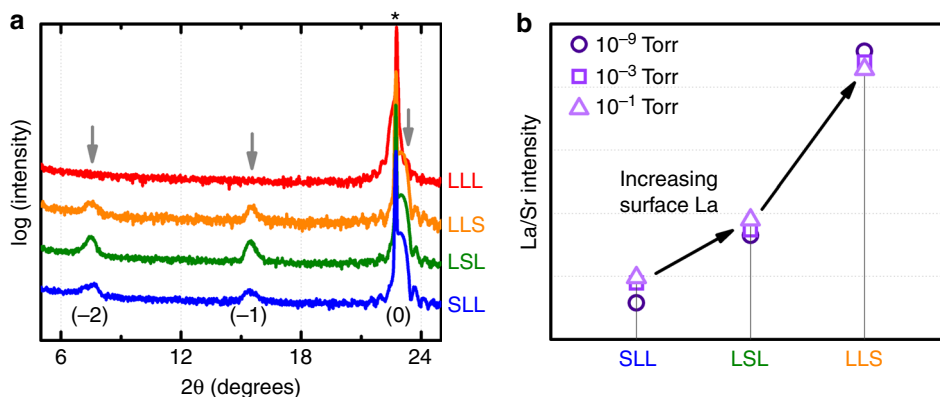 a
*
log (intensity)
LLL
LLS
LSL
SLL
(–2)
(–1)
(0)
6
12
18
24
2θ (degrees)
b
10⁻⁹ Torr
10⁻³ Torr
10⁻¹ Torr
La/Sr intensity
Increasing
surface La
SLL
LSL
LLS